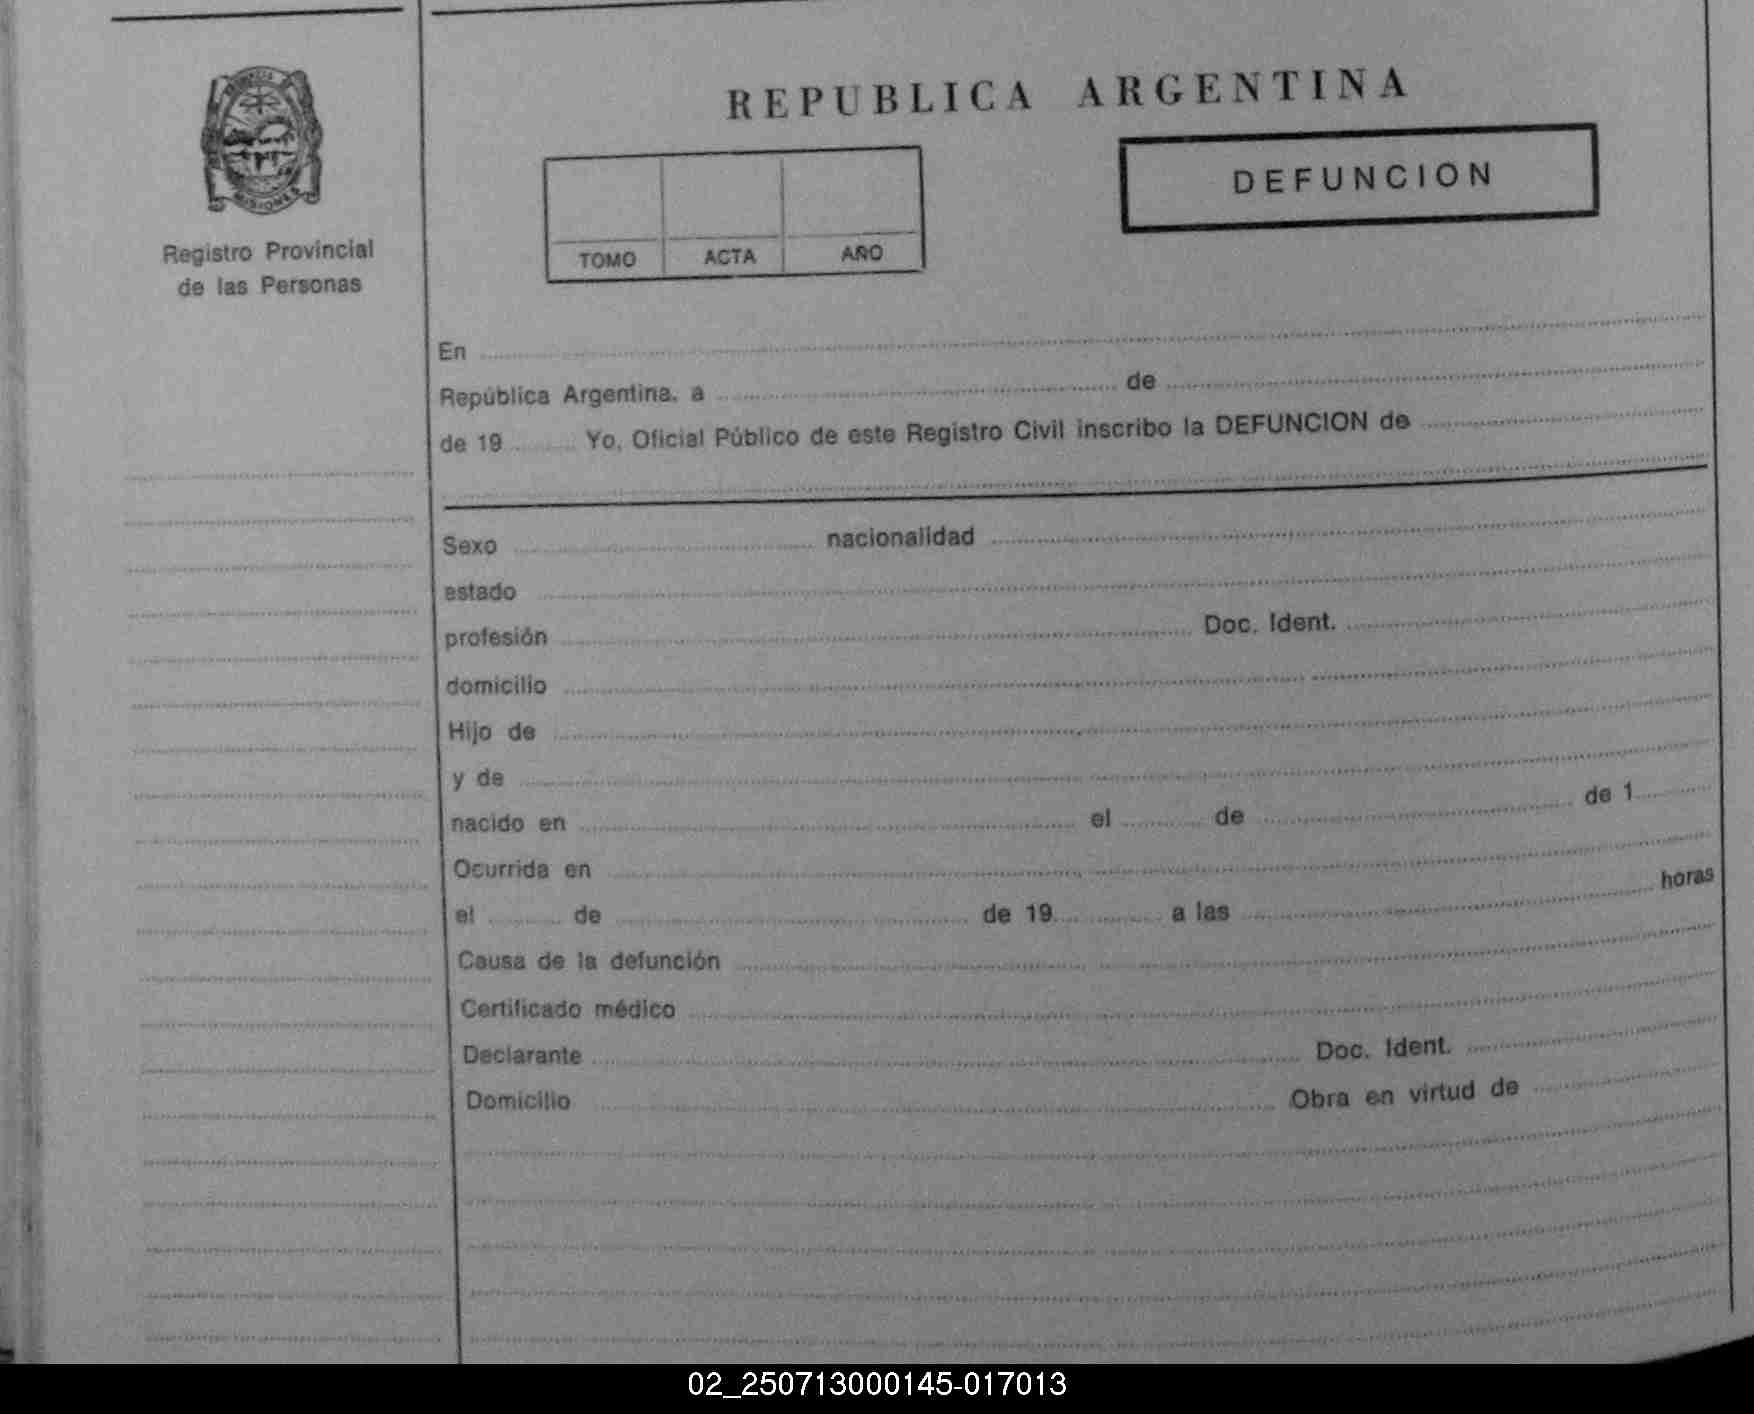 PROVINCIA
MISIONES
Registro Provincial
de las Personas
REPUBLICA ARGENTINA
DEFUNCION
TOMO ACTA AÑO
En
República Argentina, a de
de 19 Yo, Oficial Público de este Registro Civil inscribo la DEFUNCION de
Sexo nacionalidad
estado
profesión Doc. Ident.
domicilio
Hijo de
y de
nacido en el de de 1
Ocurrida en
el de de 19 a las horas
Causa de la defunción
Certificado médico
Declarante Doc. Ident.
Domicilio Obra en virtud de
02_250713000145-017013